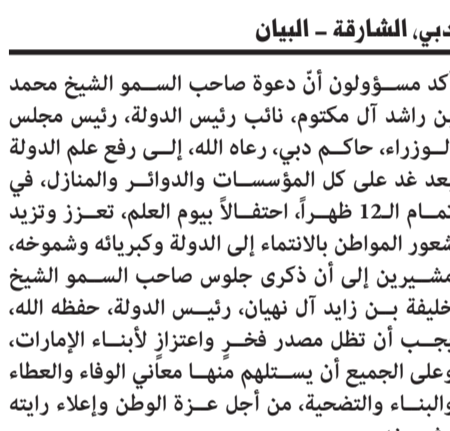 دبي، الشارقة – البيان
أكد مسؤولون أنّ دعوة صاحب السمو الشيخ محمد
بن راشد آل مكتوم، نائب رئيس الدولة، رئيس مجلس
الوزراء، حاكم دبي، رعاه الله، إلى رفع علم الدولة
بعد غد على كل المؤسسات والدوائر والمنازل، في
تمام الـ12 ظهراً، احتفالاً بيوم العلم، تعزز وتزيد
شعور المواطن بالانتماء إلى الدولة وكبريائه وشموخه،
مشيرين إلى أن ذكرى جلوس صاحب السمو الشيخ
خليفة بن زايد آل نهيان، رئيس الدولة، حفظه الله،
يجب أن تظل مصدر فخرٍ واعتزازٍ لأبناء الإمارات،
وعلى الجميع أن يستلهم منها معاني الوفاء والعطاء
والبناء والتضحية، من أجل عزة الوطن وإعلاء رايته